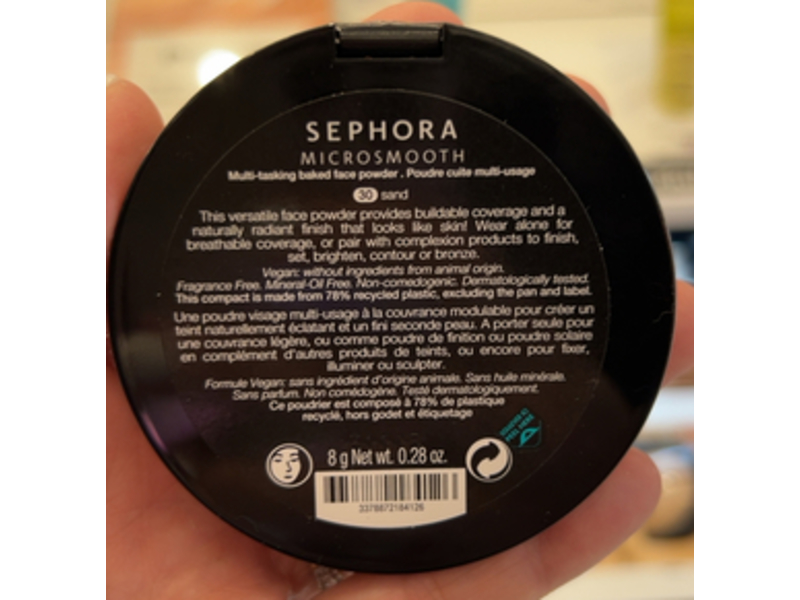 SEPHORA
MICROSMOOTH
Multi-tasking baked face powder . Poudre cuite multi-usage
30 sand
This versatile face powder provides buildable coverage and a
naturally radiant finish that looks like skin! Wear alone for
breathable coverage, or pair with complexion products to finish,
set, brighten, contour or bronze.
Vegan: without ingredients from animal origin.
Fragrance Free. Mineral-Oil Free. Non-comedogenic. Dermatologically tested.
This compact is made from 78% recycled plastic, excluding the pan and label.
Une poudre visage multi-usage à la couvrance modulable pour créer un
teint naturellement éclatant et un fini seconde peau. A porter seule pour
une couvrance légère, ou comme poudre de finition ou poudre solaire
en complément d'autres produits de teints, ou encore pour fixer,
illuminer ou sculpter.
Formule Vegan: sans ingrédient d'origine animale. Sans huile minérale.
Sans parfum. Non comédogène. Testé dermatologiquement.
Ce poudrier est composé à 78% de plastique
recyclé, hors godet et étiquetage
PEEL HERE
8 g Net wt. 0.28 oz.
3378872184126